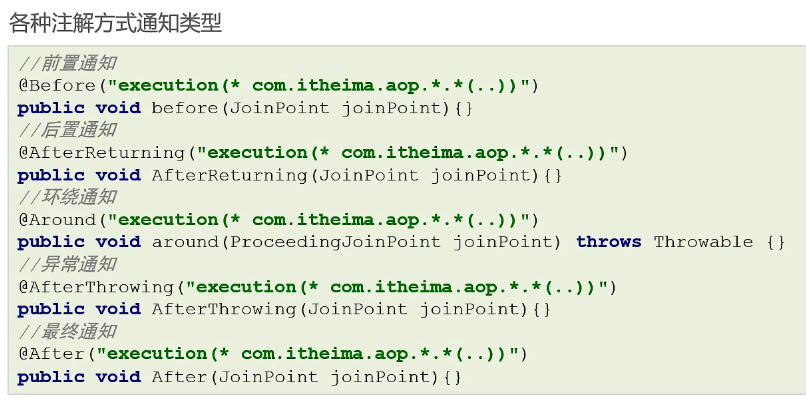 各种注解方式通知类型
//前置通知
@Before("execution(* com.itheima.aop.*.*(..))")
public void before(JoinPoint joinPoint){}
//后置通知
@AfterReturning("execution(* com.itheima.aop.*.*(..))")
public void AfterReturning(JoinPoint joinPoint){}
//环绕通知
@Around("execution(* com.itheima.aop.*.*(..))")
public void around(ProceedingJoinPoint joinPoint) throws Throwable {}
//异常通知
@AfterThrowing("execution(* com.itheima.aop.*.*(..))")
public void AfterThrowing(JoinPoint joinPoint){}
//最终通知
@After("execution(* com.itheima.aop.*.*(..))")
public void After(JoinPoint joinPoint){}